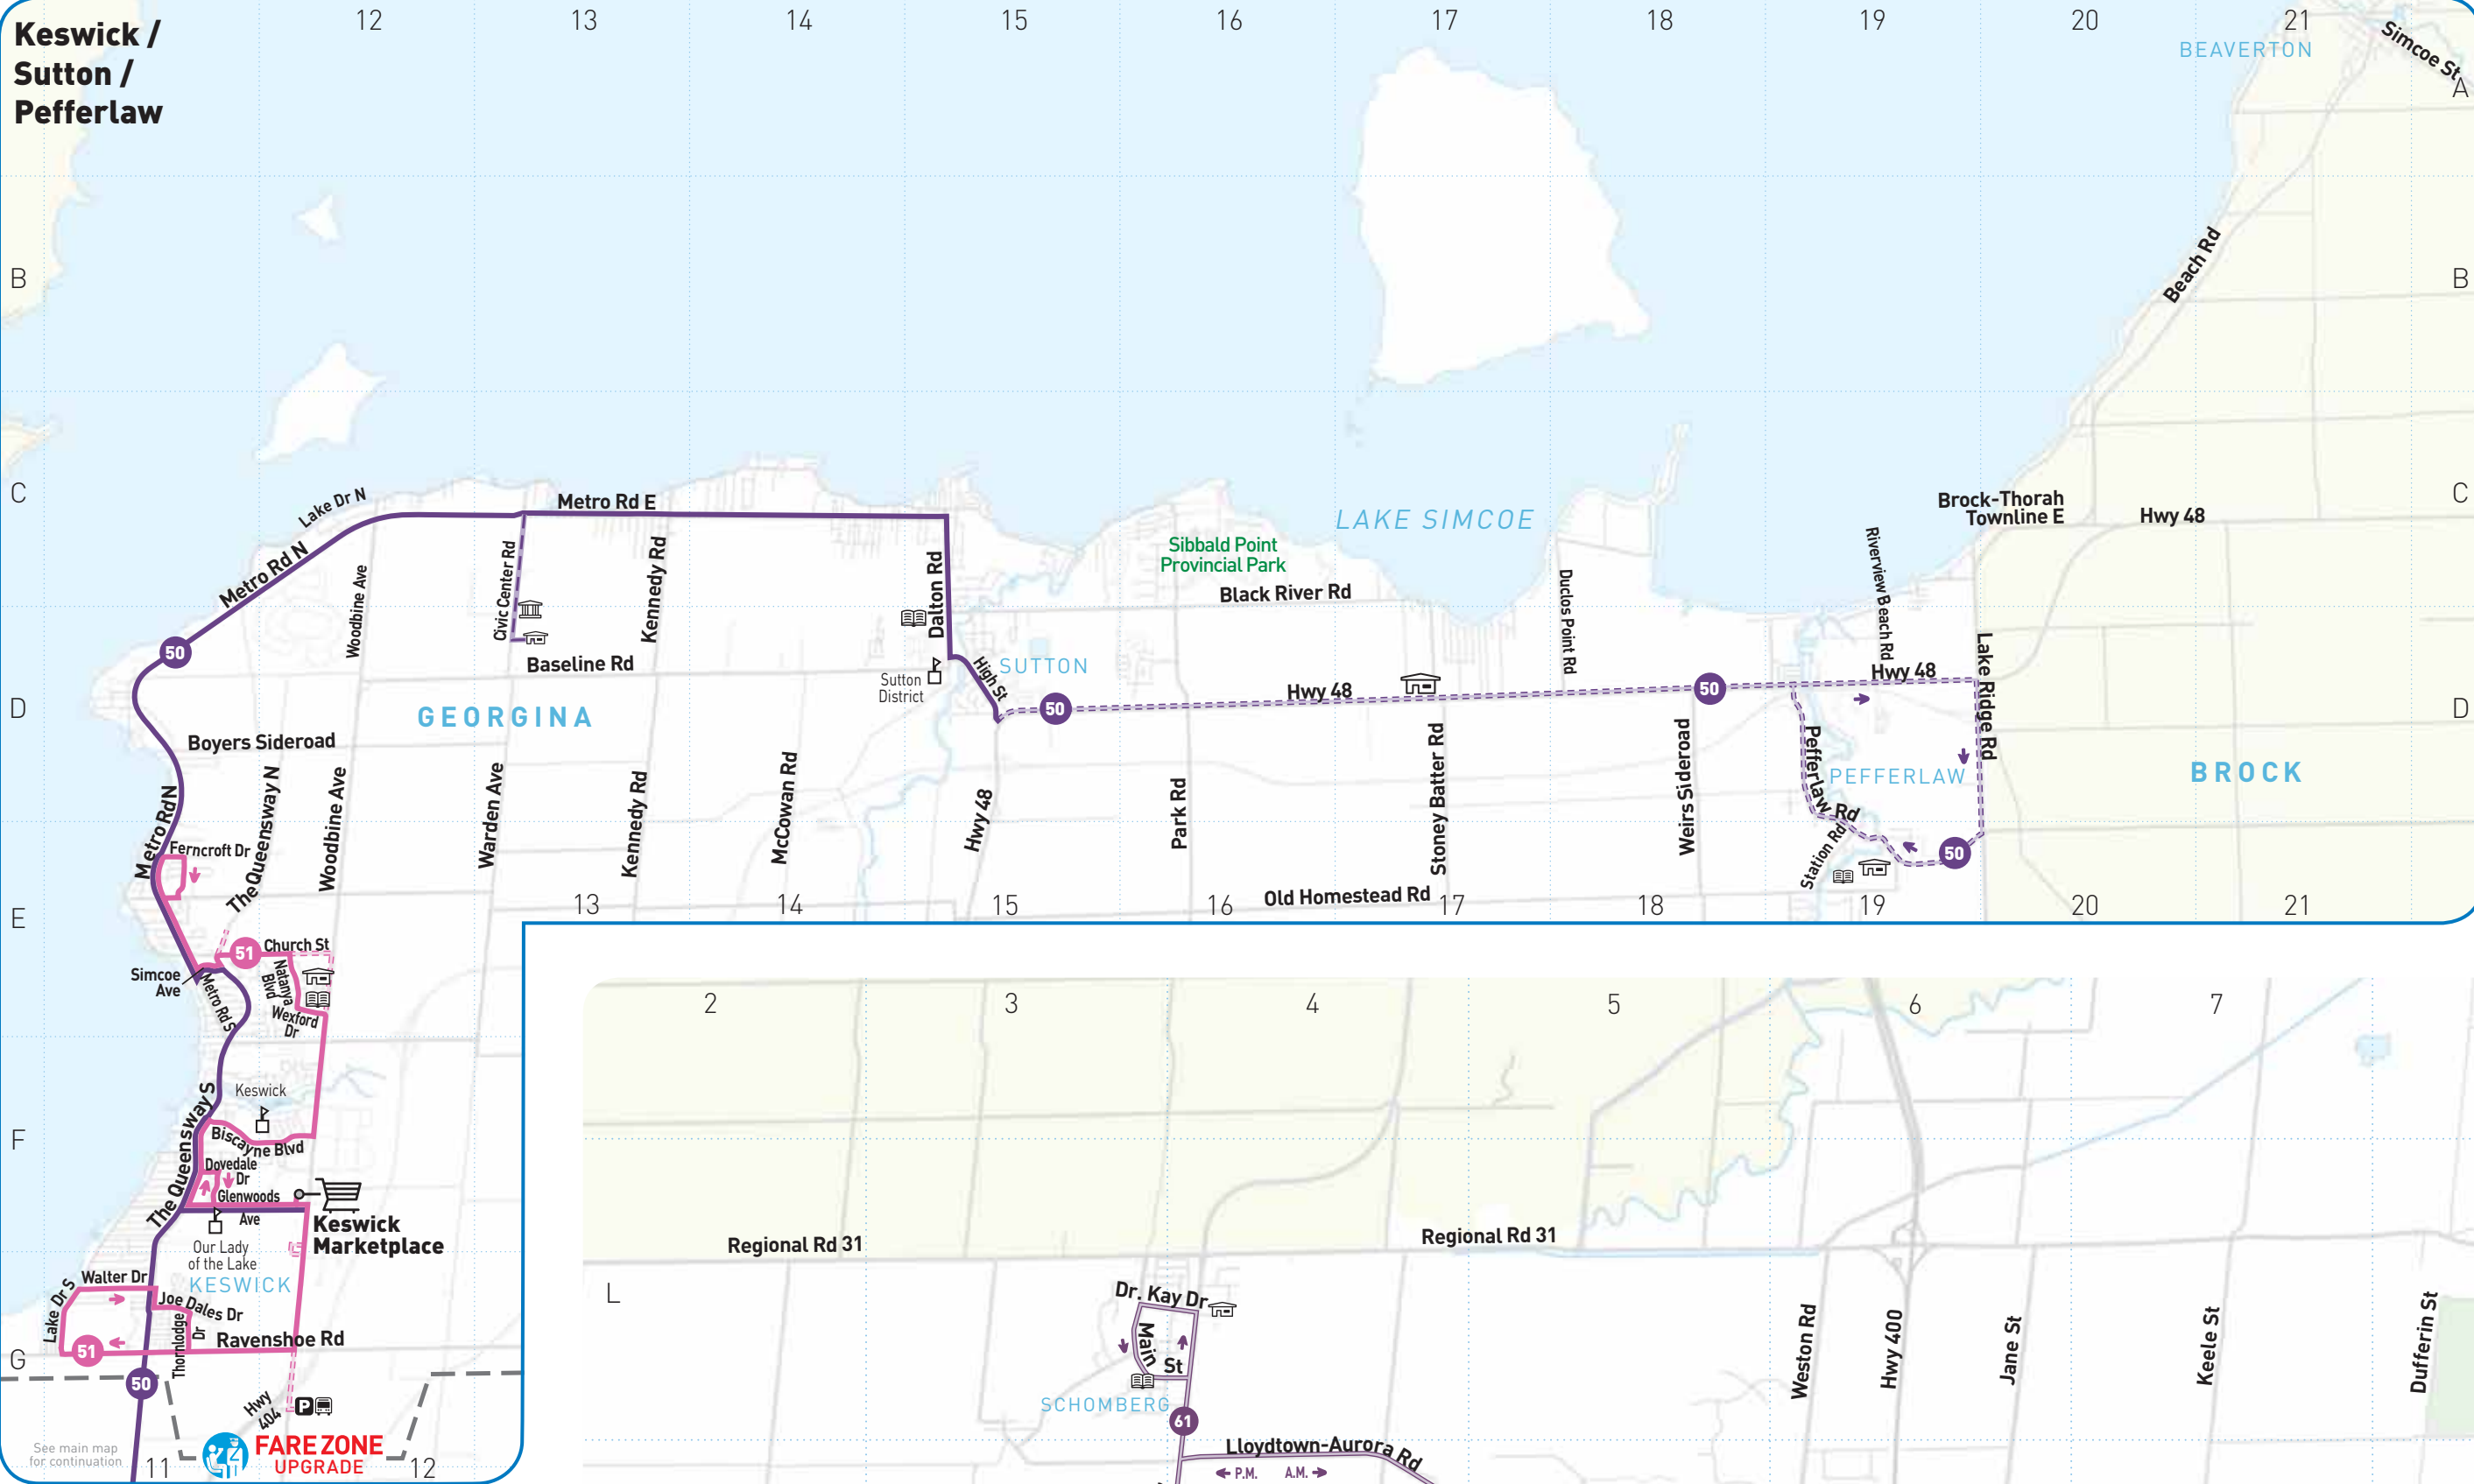 Keswick /
Sutton /
Pefferlaw
12
13
14
15
16
17
18
19
20
21
BEAVERTON
Simcoe St
A
B
B
Beach Rd
C
C
Lake Dr N
Metro Rd E
Metro Rd N
Woodbine Ave
Civic Center Rd
Kennedy Rd
Dalton Rd
LAKE SIMCOE
Sibbald Point
Provincial Park
Black River Rd
Duclos Point Rd
Riverview Beach Rd
Brock-Thorah
Townline E
Hwy 48
50
Baseline Rd
Sutton
District
High St
SUTTON
50
Hwy 48
50
Hwy 48
Lake Ridge Rd
D
D
GEORGINA
Boyers Sideroad
Metro Rd N
The Queensway N
Woodbine Ave
Warden Ave
Kennedy Rd
McCowan Rd
Hwy 48
Park Rd
Stoney Batter Rd
Weirs Sideroad
Pefferlaw Rd
PEFFERLAW
BROCK
Station Rd
50
Ferncroft Dr
E
13
14
15
16
Old Homestead Rd
17
18
19
20
21
51
Church St
Simcoe
Ave
Metro Rd S
Natanya
Blvd
Wexford
Dr
Keswick
F
The Queensway S
Biscayne Blvd
Dovedale
Dr
Glenwoods
Ave
Our Lady
of the Lake
Keswick
Marketplace
KESWICK
Walter Dr
Lake Dr S
Joe Dales Dr
Thornlodge
Dr
Ravenshoe Rd
51
G
50
Hwy
404
P
See main map
for continuation
11
2
FARE ZONE
UPGRADE
12
2
3
4
5
6
7
Regional Rd 31
Regional Rd 31
L
Dr. Kay Dr
Main
St
SCHOMBERG
61
Lloydtown-Aurora Rd
P.M.
A.M.
Weston Rd
Hwy 400
Jane St
Keele St
Dufferin St